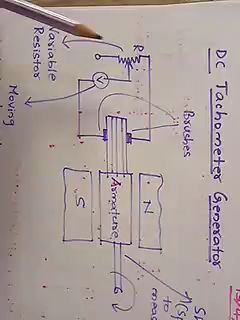 DC Tachometer Generator
R
Variable
Resistor
V
Moving
Brushes
Armature
N
S
to